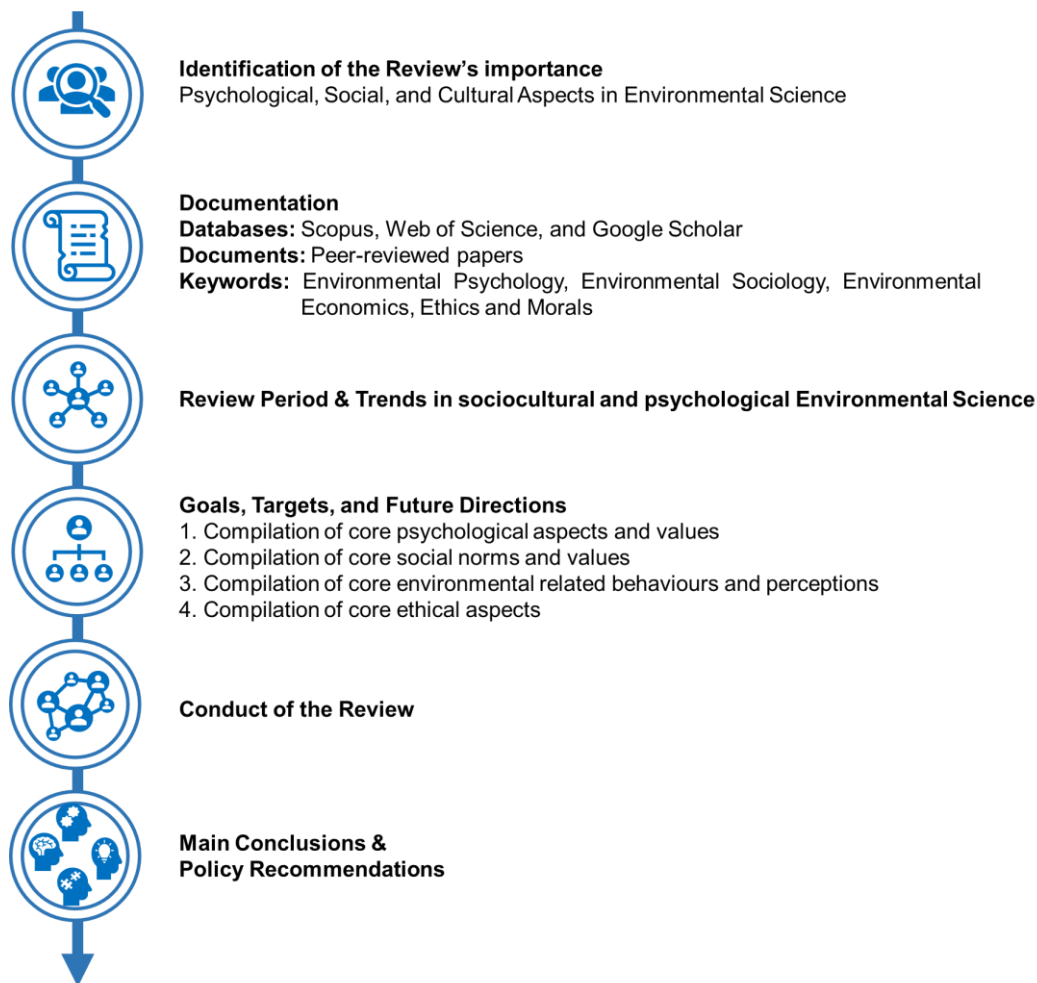 Identification of the Review's importance
Psychological, Social, and Cultural Aspects in Environmental Science
Documentation
Databases: Scopus, Web of Science, and Google Scholar
Documents: Peer-reviewed papers
Keywords: Environmental Psychology, Environmental Sociology, Environmental
Economics, Ethics and Morals
Review Period & Trends in sociocultural and psychological Environmental Science
Goals, Targets, and Future Directions
1. Compilation of core psychological aspects and values
2. Compilation of core social norms and values
3. Compilation of core environmental related behaviours and perceptions
4. Compilation of core ethical aspects
Conduct of the Review
Main Conclusions &
Policy Recommendations